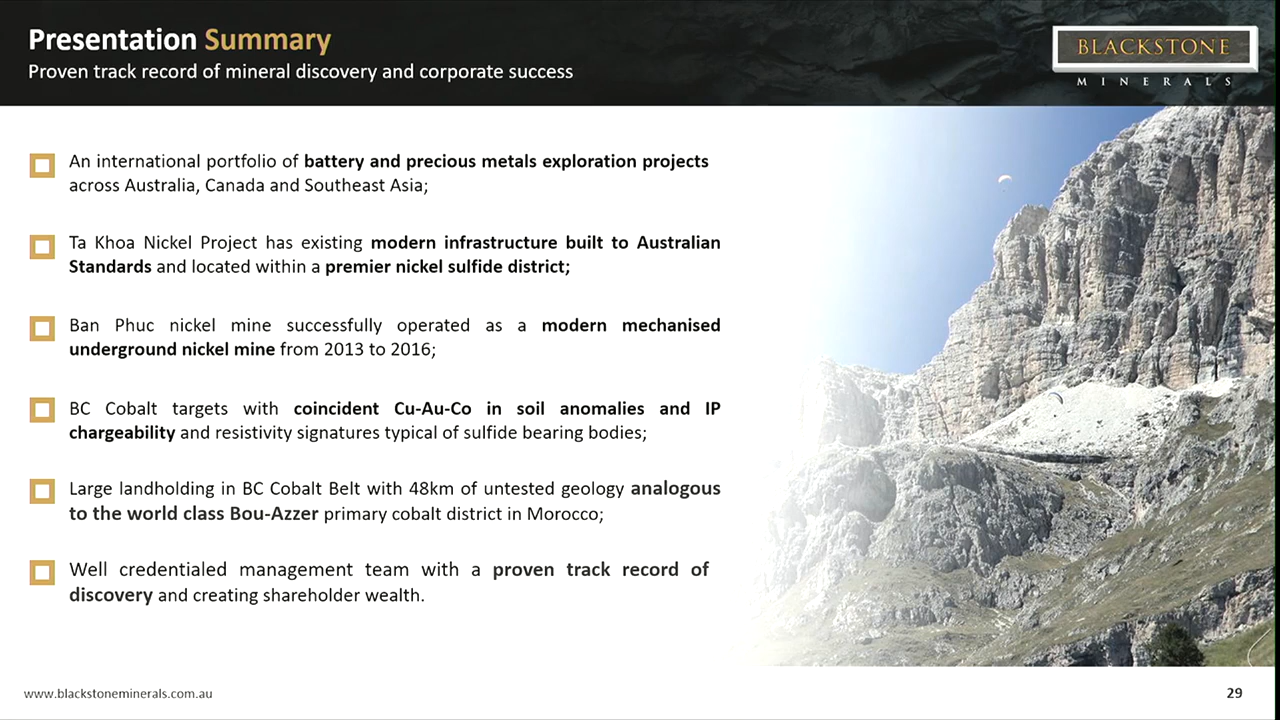 Presentation Summary
Proven track record of mineral discovery and corporate success
BLACKSTONE
MINERALS
An international portfolio of battery and precious metals exploration projects
across Australia, Canada and Southeast Asia;
Ta Khoa Nickel Project has existing modern infrastructure built to Australian
Standards and located within a premier nickel sulfide district;
Ban Phuc nickel mine successfully operated as a modern mechanised
underground nickel mine from 2013 to 2016;
BC Cobalt targets with coincident Cu-Au-Co in soil anomalies and IP
chargeability and resistivity signatures typical of sulfide bearing bodies;
Large landholding in BC Cobalt Belt with 48km of untested geology analogous
to the world class Bou-Azzer primary cobalt district in Morocco;
Well credentialed management team with a proven track record of
discovery and creating shareholder wealth.
www.blackstoneminerals.com.au
29